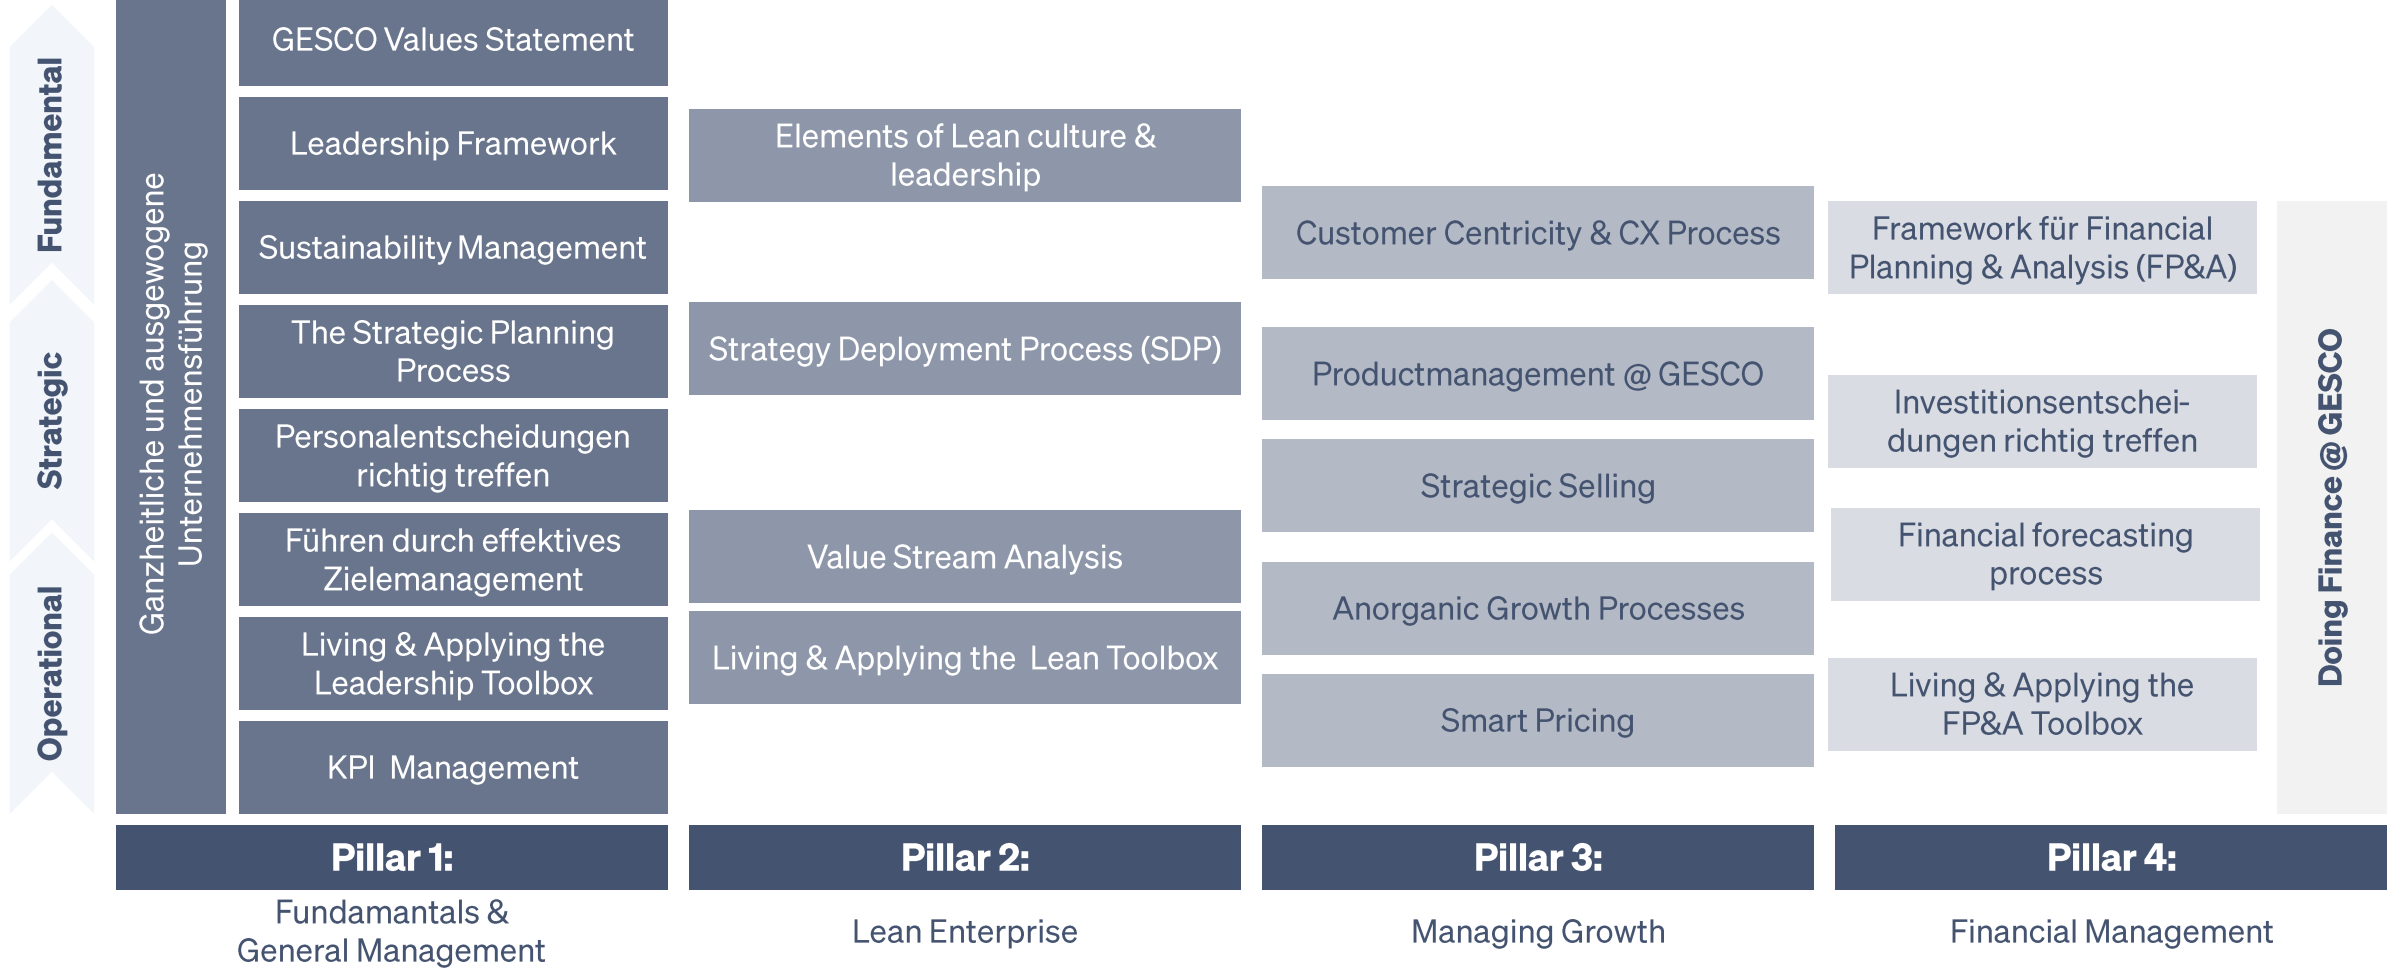 Fundamental
Strategic
Operational
Ganzheitliche und ausgewogene
Unternehmensführung
GESCO Values Statement
Leadership Framework
Sustainability Management
The Strategic Planning
Process
Personalentscheidungen
richtig treffen
Führen durch effektives
Zielemanagement
Living & Applying the
Leadership Toolbox
KPI  Management
Pillar 1:
Fundamantals &
General Management
Elements of Lean culture &
leadership
Strategy Deployment Process (SDP)
Value Stream Analysis
Living & Applying the  Lean Toolbox
Pillar 2:
Lean Enterprise
Customer Centricity & CX Process
Productmanagement @ GESCO
Strategic Selling
Anorganic Growth Processes
Smart Pricing
Pillar 3:
Managing Growth
Framework für Financial
Planning & Analysis (FP&A)
Investitionsentschei-
dungen richtig treffen
Financial forecasting
process
Living & Applying the
FP&A Toolbox
Doing Finance @ GESCO
Pillar 4:
Financial Management